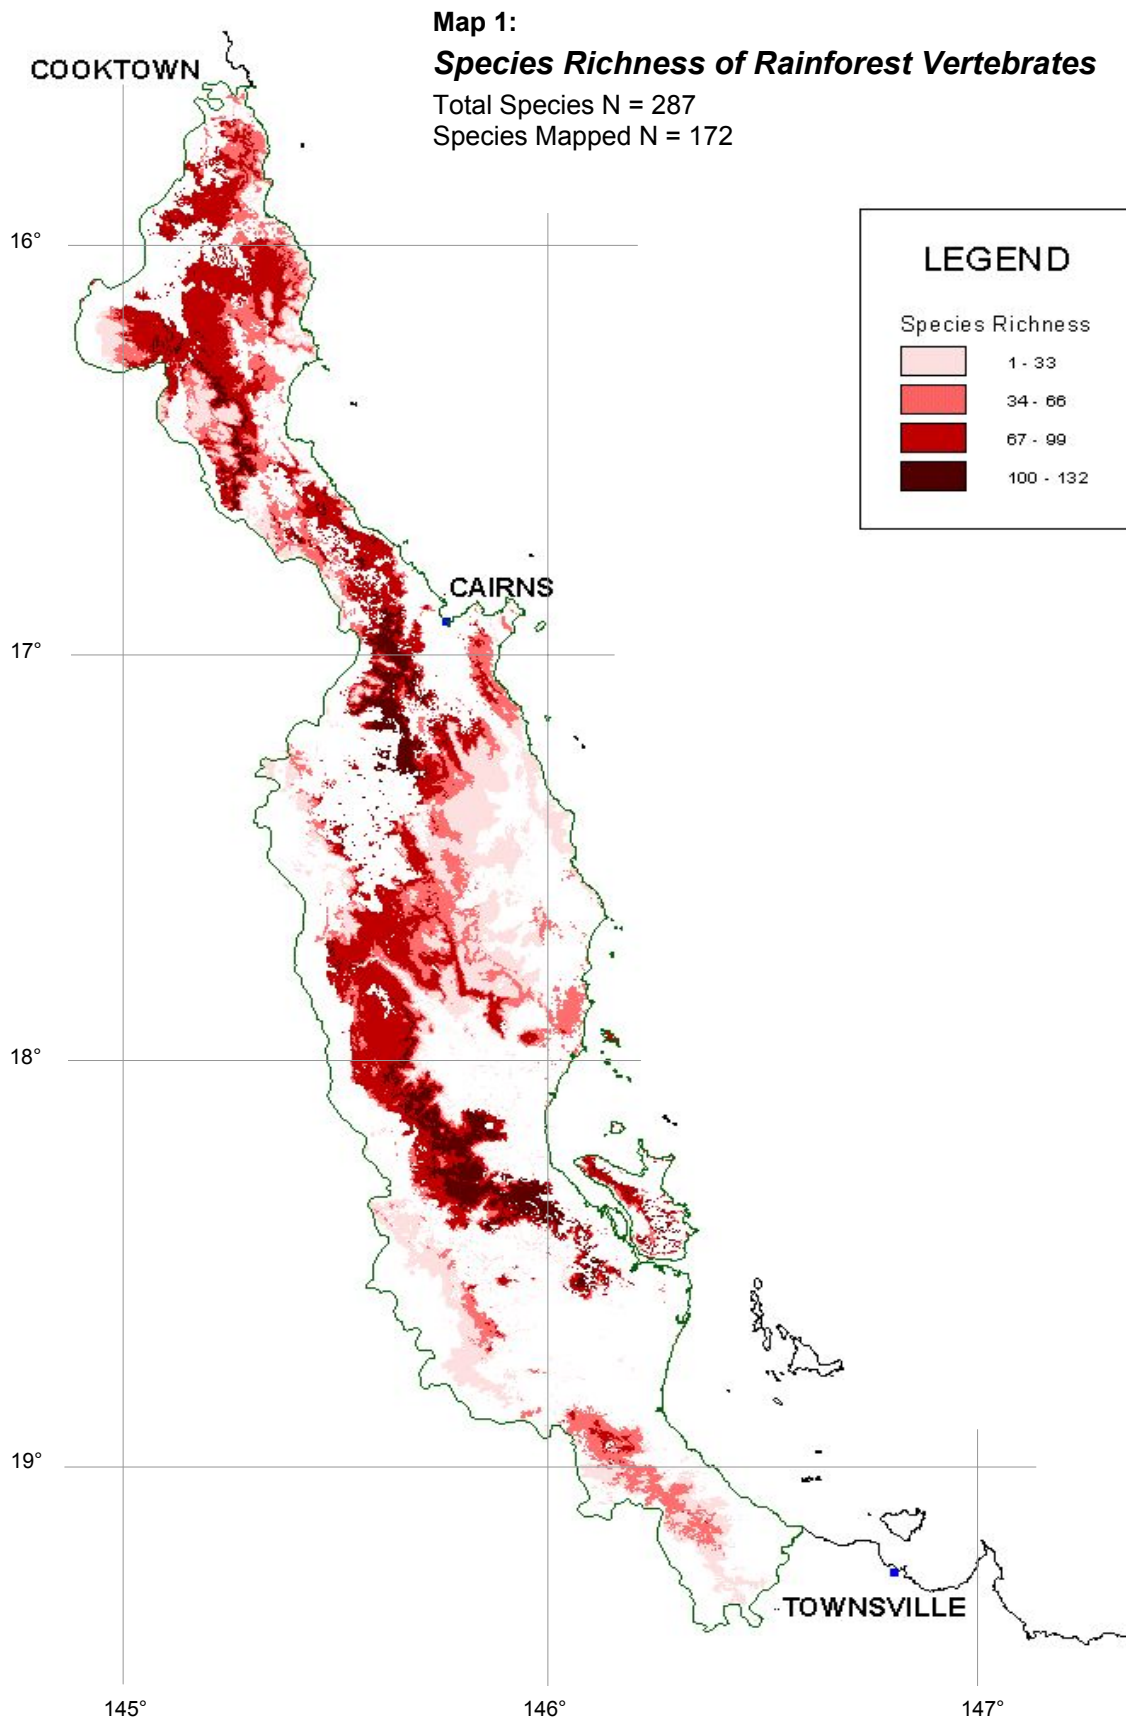 Map 1:
Species Richness of Rainforest Vertebrates
Total Species N = 287
Species Mapped N = 172
COOKTOWN
16°
LEGEND
Species Richness
1 - 33
34 - 66
67 - 99
100 - 132
CAIRNS
17°
18°
19°
TOWNSVILLE
145°
146°
147°